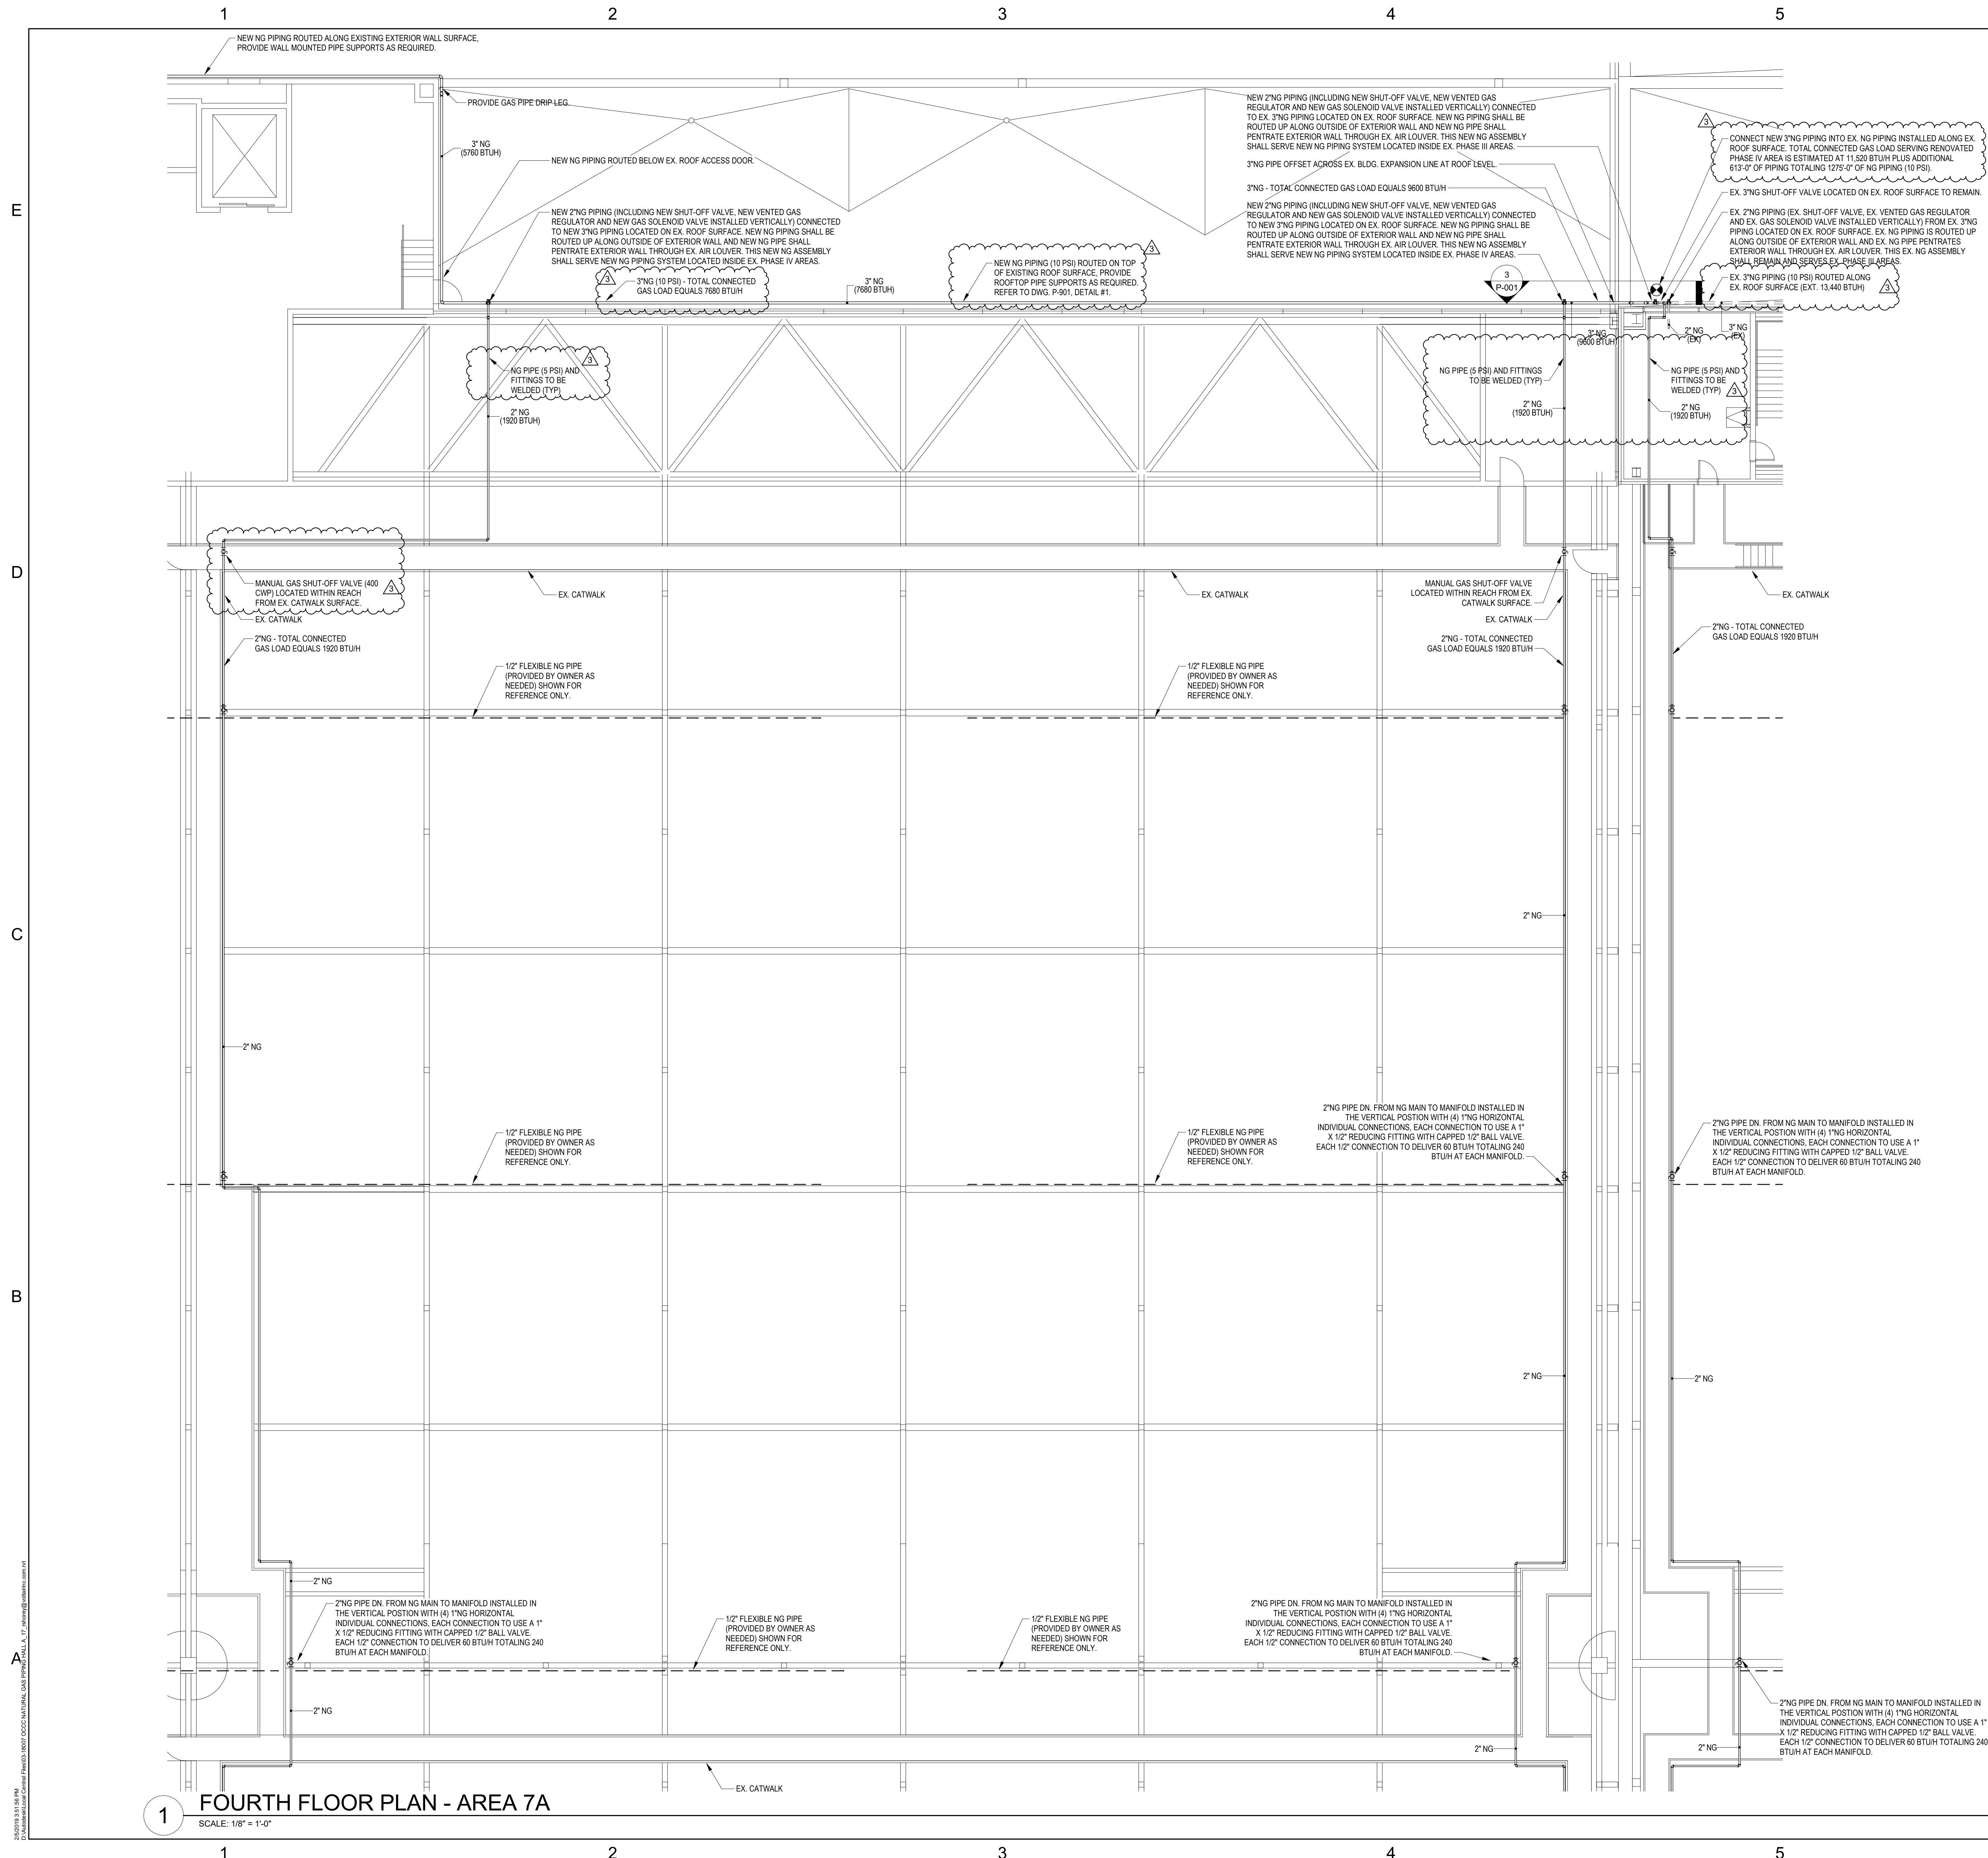 1
2
3
4
5
NEW NG PIPING ROUTED ALONG EXISTING EXTERIOR WALL SURFACE,
PROVIDE WALL MOUNTED PIPE SUPPORTS AS REQUIRED.
PROVIDE GAS PIPE DRIP LEG.
3" NG
(5760 BTUH)
NEW NG PIPING ROUTED BELOW EX. ROOF ACCESS DOOR.
NEW 2"NG PIPING (INCLUDING NEW SHUT-OFF VALVE, NEW VENTED GAS
REGULATOR AND NEW GAS SOLENOID VALVE INSTALLED VERTICALLY) CONNECTED
TO NEW 3"NG PIPING LOCATED ON EX. ROOF SURFACE. NEW NG PIPING SHALL BE
ROUTED UP ALONG OUTSIDE OF EXTERIOR WALL AND NEW NG PIPE SHALL
PENTRATE EXTERIOR WALL THROUGH EX. AIR LOUVER. THIS NEW NG ASSEMBLY
SHALL SERVE NEW NG PIPING SYSTEM LOCATED INSIDE EX. PHASE IV AREAS.
3
3"NG (10 PSI) - TOTAL CONNECTED
GAS LOAD EQUALS 7680 BTU/H
3" NG
(7680 BTUH)
NEW NG PIPING (10 PSI) ROUTED ON TOP
OF EXISTING ROOF SURFACE, PROVIDE
ROOFTOP PIPE SUPPORTS AS REQUIRED.
REFER TO DWG. P-901, DETAIL #1.
3
NEW 2"NG PIPING (INCLUDING NEW SHUT-OFF VALVE, NEW VENTED GAS
REGULATOR AND NEW GAS SOLENOID VALVE INSTALLED VERTICALLY) CONNECTED
TO EX. 3"NG PIPING LOCATED ON EX. ROOF SURFACE. NEW NG PIPING SHALL BE
ROUTED UP ALONG OUTSIDE OF EXTERIOR WALL AND NEW NG PIPE SHALL
PENTRATE EXTERIOR WALL THROUGH EX. AIR LOUVER. THIS NEW NG ASSEMBLY
SHALL SERVE NEW NG PIPING SYSTEM LOCATED INSIDE EX. PHASE III AREAS.
3"NG PIPE OFFSET ACROSS EX. BLDG. EXPANSION LINE AT ROOF LEVEL.
3"NG - TOTAL CONNECTED GAS LOAD EQUALS 9600 BTU/H
NEW 2"NG PIPING (INCLUDING NEW SHUT-OFF VALVE, NEW VENTED GAS
REGULATOR AND NEW GAS SOLENOID VALVE INSTALLED VERTICALLY) CONNECTED
TO NEW 3"NG PIPING LOCATED ON EX. ROOF SURFACE. NEW NG PIPING SHALL BE
ROUTED UP ALONG OUTSIDE OF EXTERIOR WALL AND NEW NG PIPE SHALL
PENTRATE EXTERIOR WALL THROUGH EX. AIR LOUVER. THIS NEW NG ASSEMBLY
SHALL SERVE NEW NG PIPING SYSTEM LOCATED INSIDE EX. PHASE IV AREAS.
3
P-001
3
CONNECT NEW 3"NG PIPING INTO EX. NG PIPING INSTALLED ALONG EX.
ROOF SURFACE. TOTAL CONNECTED GAS LOAD SERVING RENOVATED
PHASE IV AREA IS ESTIMATED AT 11,520 BTU/H PLUS ADDITIONAL
613'-0" OF PIPING TOTALING 1275'-0" OF NG PIPING (10 PSI).
EX. 3"NG SHUT-OFF VALVE LOCATED ON EX. ROOF SURFACE TO REMAIN.
EX. 2"NG PIPING (EX. SHUT-OFF VALVE, EX. VENTED GAS REGULATOR
AND EX. GAS SOLENOID VALVE INSTALLED VERTICALLY) FROM EX. 3"NG
PIPING LOCATED ON EX. ROOF SURFACE. EX. NG PIPING IS ROUTED UP
ALONG OUTSIDE OF EXTERIOR WALL AND EX. NG PIPE PENTRATES
EXTERIOR WALL THROUGH EX. AIR LOUVER. THIS EX. NG ASSEMBLY
SHALL REMAIN AND SERVES EX. PHASE III AREAS.
EX. 3"NG PIPING (10 PSI) ROUTED ALONG
EX. ROOF SURFACE (EXT. 13,440 BTUH)
3
E
3" NG
(9600 BTUH)
2" NG
(EX)
3" NG
(EX)
NG PIPE (5 PSI) AND
FITTINGS TO BE
WELDED (TYP)
3
2" NG
(1920 BTUH)
NG PIPE (5 PSI) AND FITTINGS
TO BE WELDED (TYP)
2" NG
(1920 BTUH)
NG PIPE (5 PSI) AND
FITTINGS TO BE
WELDED (TYP)
3
2" NG
(1920 BTUH)
D
MANUAL GAS SHUT-OFF VALVE (400
CWP) LOCATED WITHIN REACH
FROM EX. CATWALK SURFACE.
3
EX. CATWALK
2"NG - TOTAL CONNECTED
GAS LOAD EQUALS 1920 BTU/H
EX. CATWALK
EX. CATWALK
MANUAL GAS SHUT-OFF VALVE
LOCATED WITHIN REACH FROM EX.
CATWALK SURFACE.
EX. CATWALK
2"NG - TOTAL CONNECTED
GAS LOAD EQUALS 1920 BTU/H
EX. CATWALK
2"NG - TOTAL CONNECTED
GAS LOAD EQUALS 1920 BTU/H
1/2" FLEXIBLE NG PIPE
(PROVIDED BY OWNER AS
NEEDED) SHOWN FOR
REFERENCE ONLY.
1/2" FLEXIBLE NG PIPE
(PROVIDED BY OWNER AS
NEEDED) SHOWN FOR
REFERENCE ONLY.
C
2" NG
2" NG
1/2" FLEXIBLE NG PIPE
(PROVIDED BY OWNER AS
NEEDED) SHOWN FOR
REFERENCE ONLY.
1/2" FLEXIBLE NG PIPE
(PROVIDED BY OWNER AS
NEEDED) SHOWN FOR
REFERENCE ONLY.
2"NG PIPE DN. FROM NG MAIN TO MANIFOLD INSTALLED IN
THE VERTICAL POSTION WITH (4) 1"NG HORIZONTAL
INDIVIDUAL CONNECTIONS, EACH CONNECTION TO USE A 1"
X 1/2" REDUCING FITTING WITH CAPPED 1/2" BALL VALVE.
EACH 1/2" CONNECTION TO DELIVER 60 BTU/H TOTALING 240
BTU/H AT EACH MANIFOLD.
2"NG PIPE DN. FROM NG MAIN TO MANIFOLD INSTALLED IN
THE VERTICAL POSTION WITH (4) 1"NG HORIZONTAL
INDIVIDUAL CONNECTIONS, EACH CONNECTION TO USE A 1"
X 1/2" REDUCING FITTING WITH CAPPED 1/2" BALL VALVE.
EACH 1/2" CONNECTION TO DELIVER 60 BTU/H TOTALING 240
BTU/H AT EACH MANIFOLD.
B
2" NG
2" NG
2" NG
2"NG PIPE DN. FROM NG MAIN TO MANIFOLD INSTALLED IN
THE VERTICAL POSTION WITH (4) 1"NG HORIZONTAL
INDIVIDUAL CONNECTIONS, EACH CONNECTION TO USE A 1"
X 1/2" REDUCING FITTING WITH CAPPED 1/2" BALL VALVE.
EACH 1/2" CONNECTION TO DELIVER 60 BTU/H TOTALING 240
BTU/H AT EACH MANIFOLD.
1/2" FLEXIBLE NG PIPE
(PROVIDED BY OWNER AS
NEEDED) SHOWN FOR
REFERENCE ONLY.
1/2" FLEXIBLE NG PIPE
(PROVIDED BY OWNER AS
NEEDED) SHOWN FOR
REFERENCE ONLY.
2"NG PIPE DN. FROM NG MAIN TO MANIFOLD INSTALLED IN
THE VERTICAL POSTION WITH (4) 1"NG HORIZONTAL
INDIVIDUAL CONNECTIONS, EACH CONNECTION TO USE A 1"
X 1/2" REDUCING FITTING WITH CAPPED 1/2" BALL VALVE.
EACH 1/2" CONNECTION TO DELIVER 60 BTU/H TOTALING 240
BTU/H AT EACH MANIFOLD.
A
2" NG
2" NG
2" NG
2"NG PIPE DN. FROM NG MAIN TO MANIFOLD INSTALLED IN
THE VERTICAL POSTION WITH (4) 1"NG HORIZONTAL
INDIVIDUAL CONNECTIONS, EACH CONNECTION TO USE A 1"
X 1/2" REDUCING FITTING WITH CAPPED 1/2" BALL VALVE.
EACH 1/2" CONNECTION TO DELIVER 60 BTU/H TOTALING 240
BTU/H AT EACH MANIFOLD.
EX. CATWALK
1
FOURTH FLOOR PLAN - AREA 7A
SCALE: 1/8" = 1'-0"
2/5/2019 3:51:56 PM
1
2
3
4
5